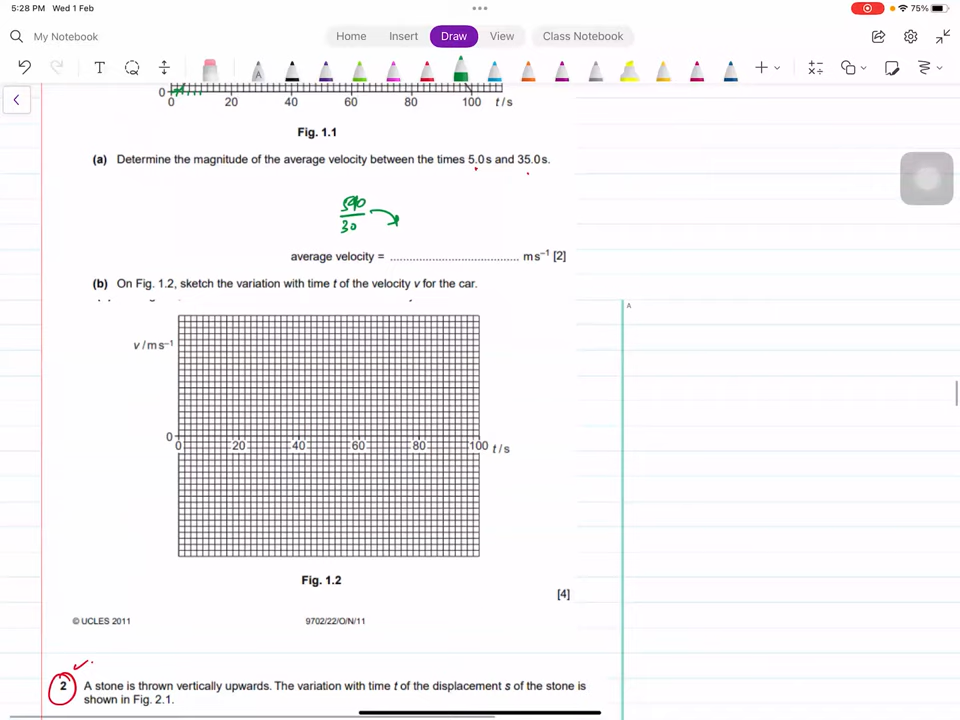 5:28 PM Wed 1 Feb
75%
My Notebook
Home Insert Draw View Class Notebook
T
A
0
0 20 40 60 80 100 t/s
Fig. 1.1
(a) Determine the magnitude of the average velocity between the times 5.0s and 35.0s.
590
30
average velocity = ...................................... ms⁻¹ [2]
(b) On Fig. 1.2, sketch the variation with time t of the velocity v for the car.
A
v/ms⁻¹
0
0 20 40 60 80 100 t/s
Fig. 1.2
[4]
© UCLES 2011 9702/22/O/N/11
2 A stone is thrown vertically upwards. The variation with time t of the displacement s of the stone is
shown in Fig. 2.1.